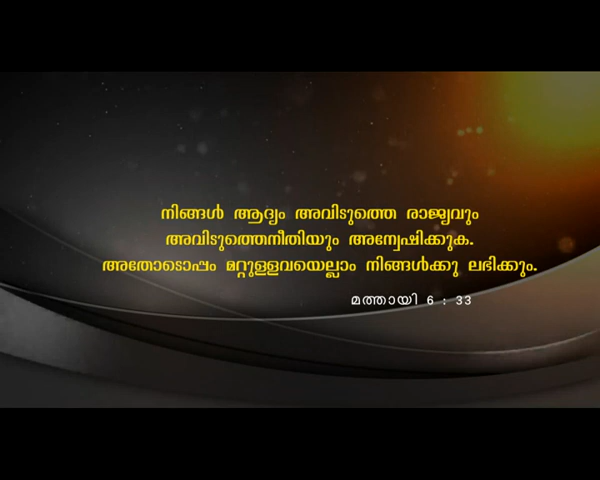 നിങ്ങൾ ആദ്യം അവിടുത്തെ രാജ്യവും
അവിടുത്തെനീതിയും അന്വേഷിക്കുക.
അതോടൊപ്പം മറ്റുള്ളവയെല്ലാം നിങ്ങൾക്കു ലഭിക്കും.
മത്തായി 6 : 33